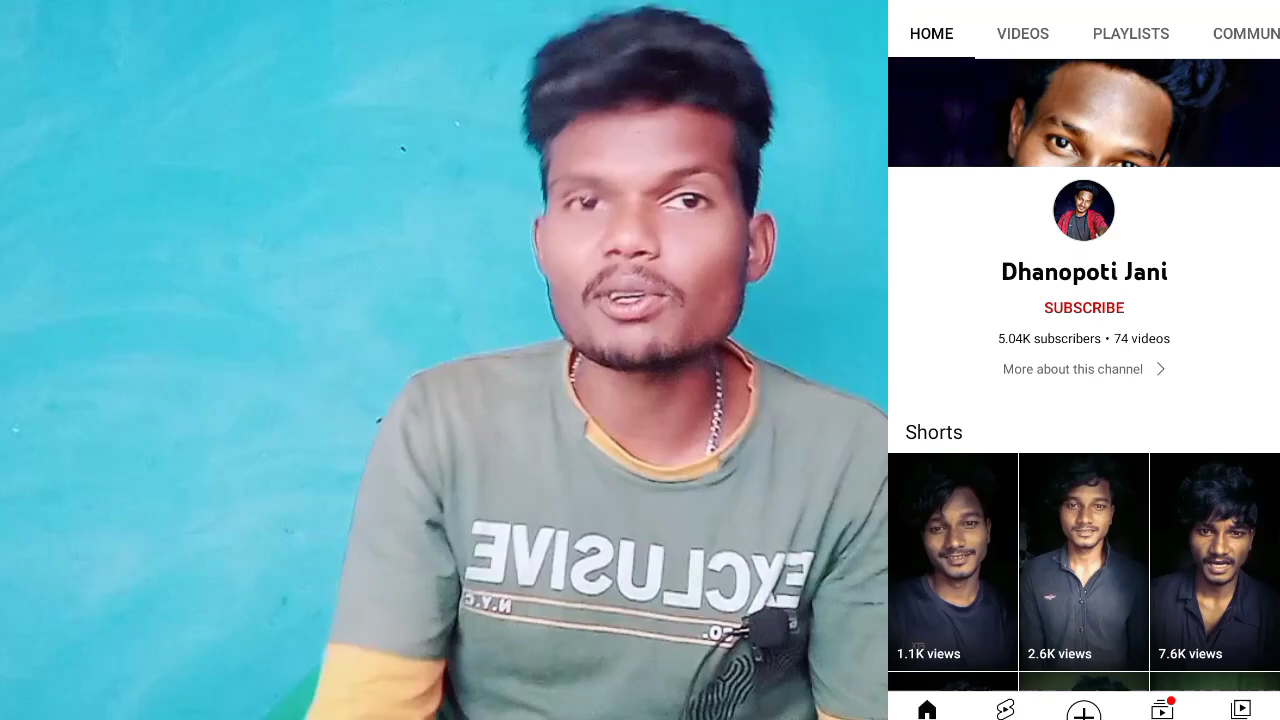 EXCLUSIVE
N.Y.C
CO.
HOME VIDEOS PLAYLISTS COMMUN
Dhanopoti Jani
SUBSCRIBE
5.04K subscribers • 74 videos
More about this channel
Shorts
1.1K views 2.6K views 7.6K views